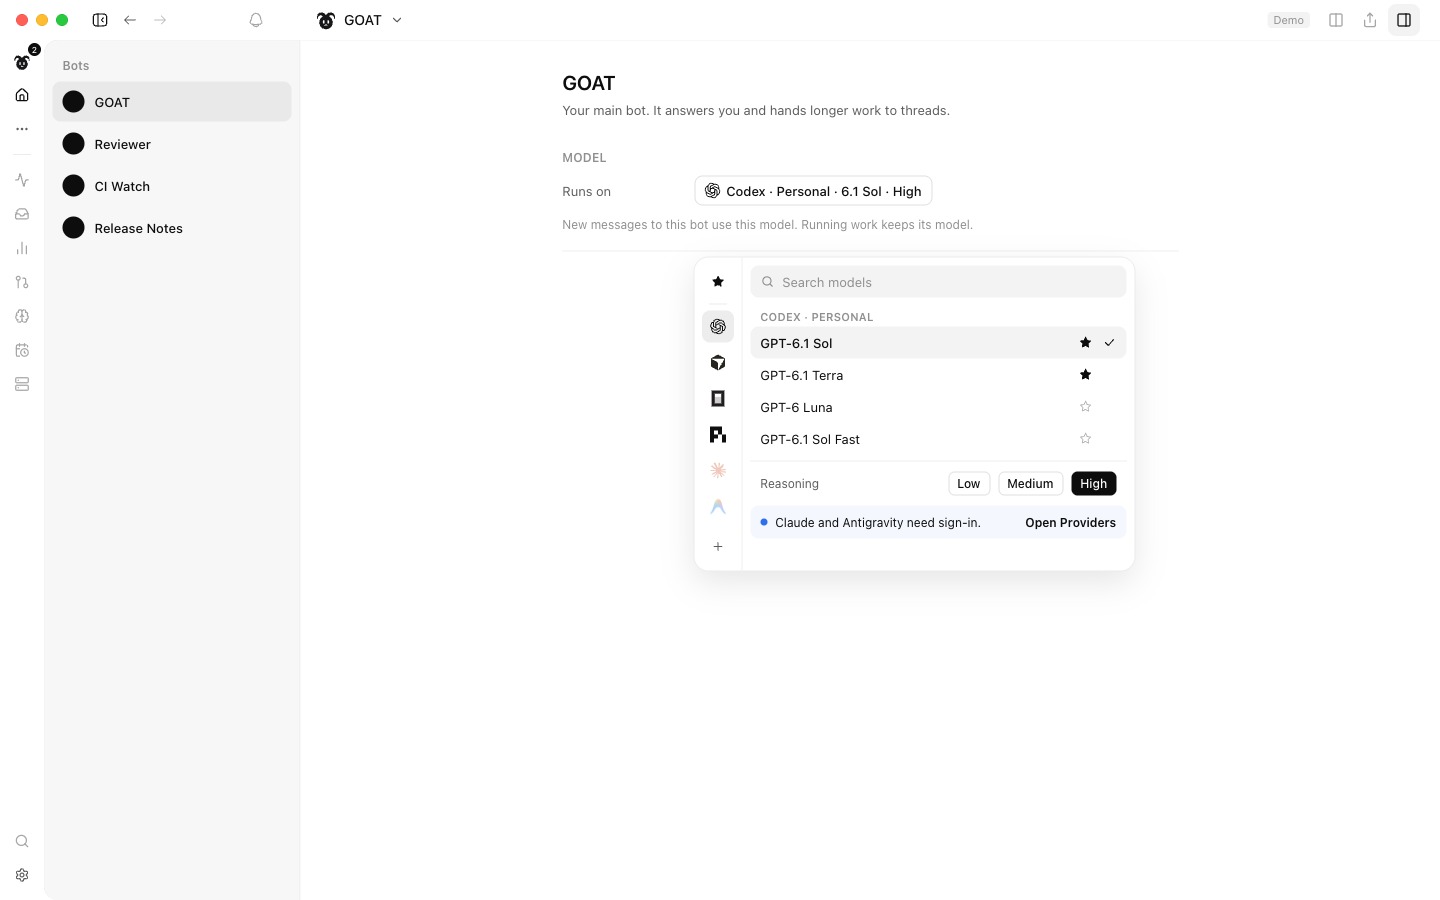 GOAT
Demo
2
Bots
GOAT
Reviewer
CI Watch
Release Notes
GOAT
Your main bot. It answers you and hands longer work to threads.
MODEL
Runs on
Codex · Personal · 6.1 Sol · High
New messages to this bot use this model. Running work keeps its model.
Search models
CODEX · PERSONAL
GPT-6.1 Sol
GPT-6.1 Terra
GPT-6 Luna
GPT-6.1 Sol Fast
Reasoning Low Medium High
Claude and Antigravity need sign-in. Open Providers